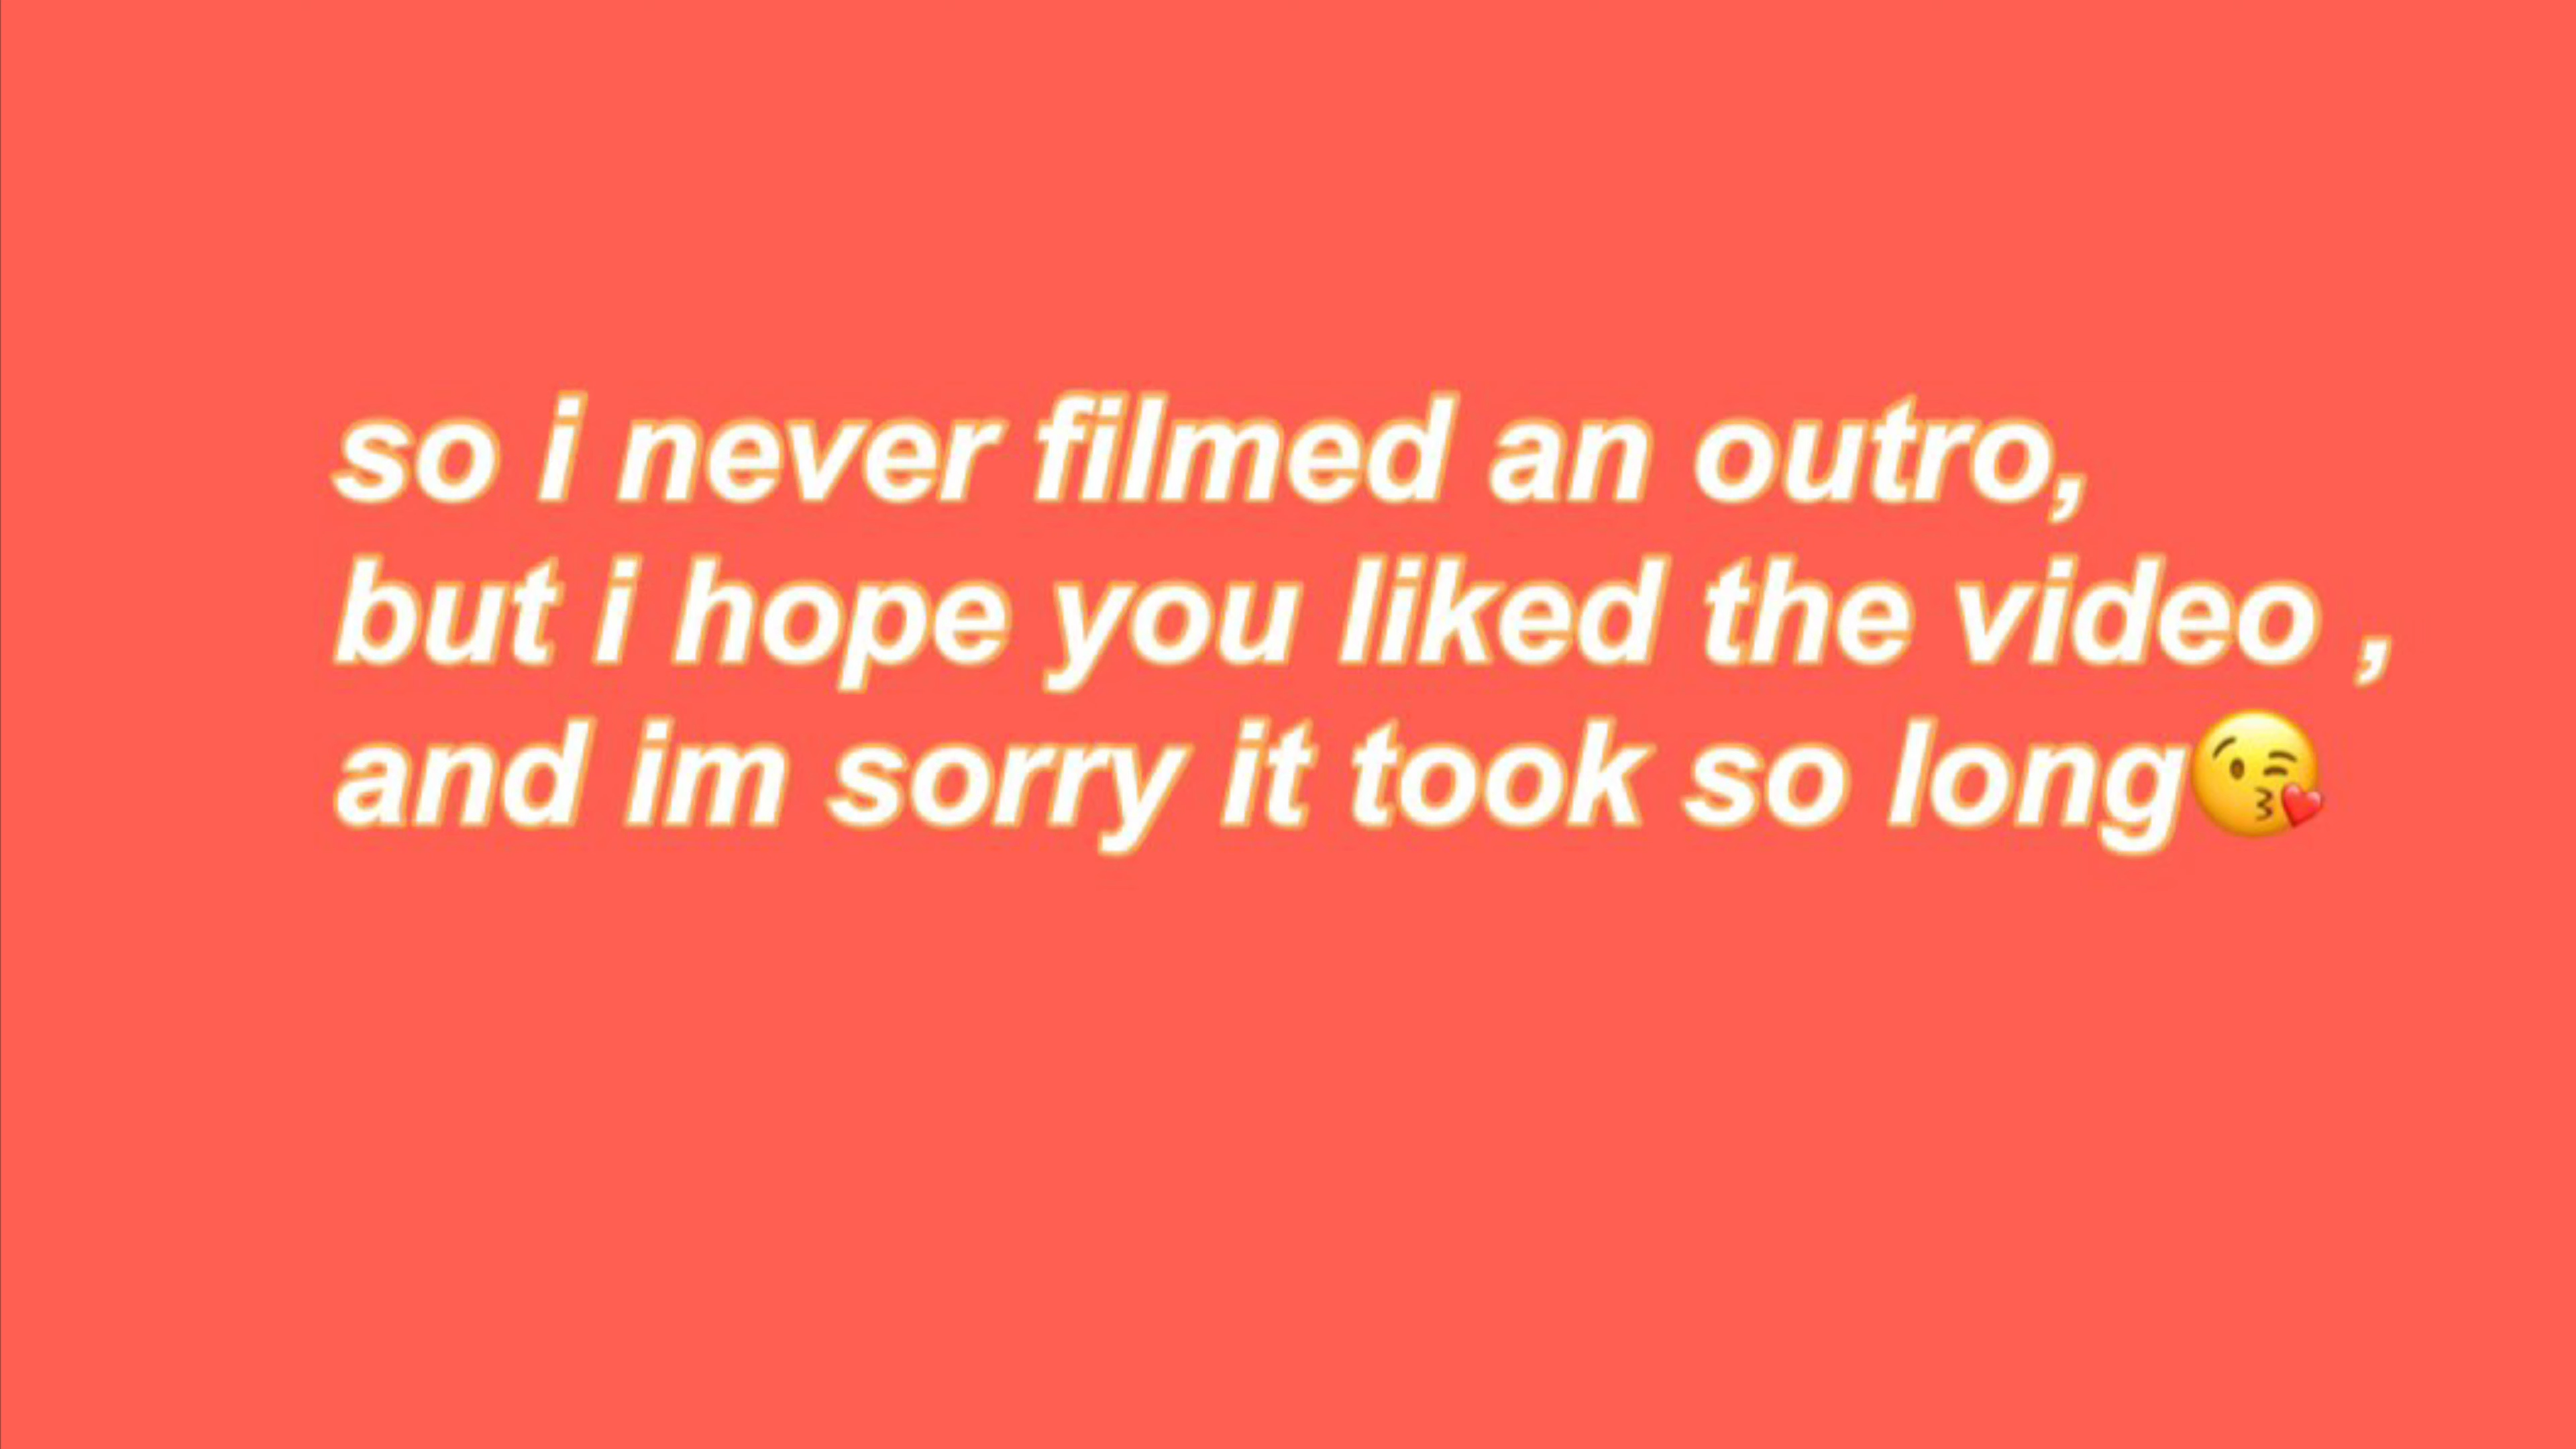 so i never filmed an outro,
but i hope you liked the video ,
and im sorry it took so long😘